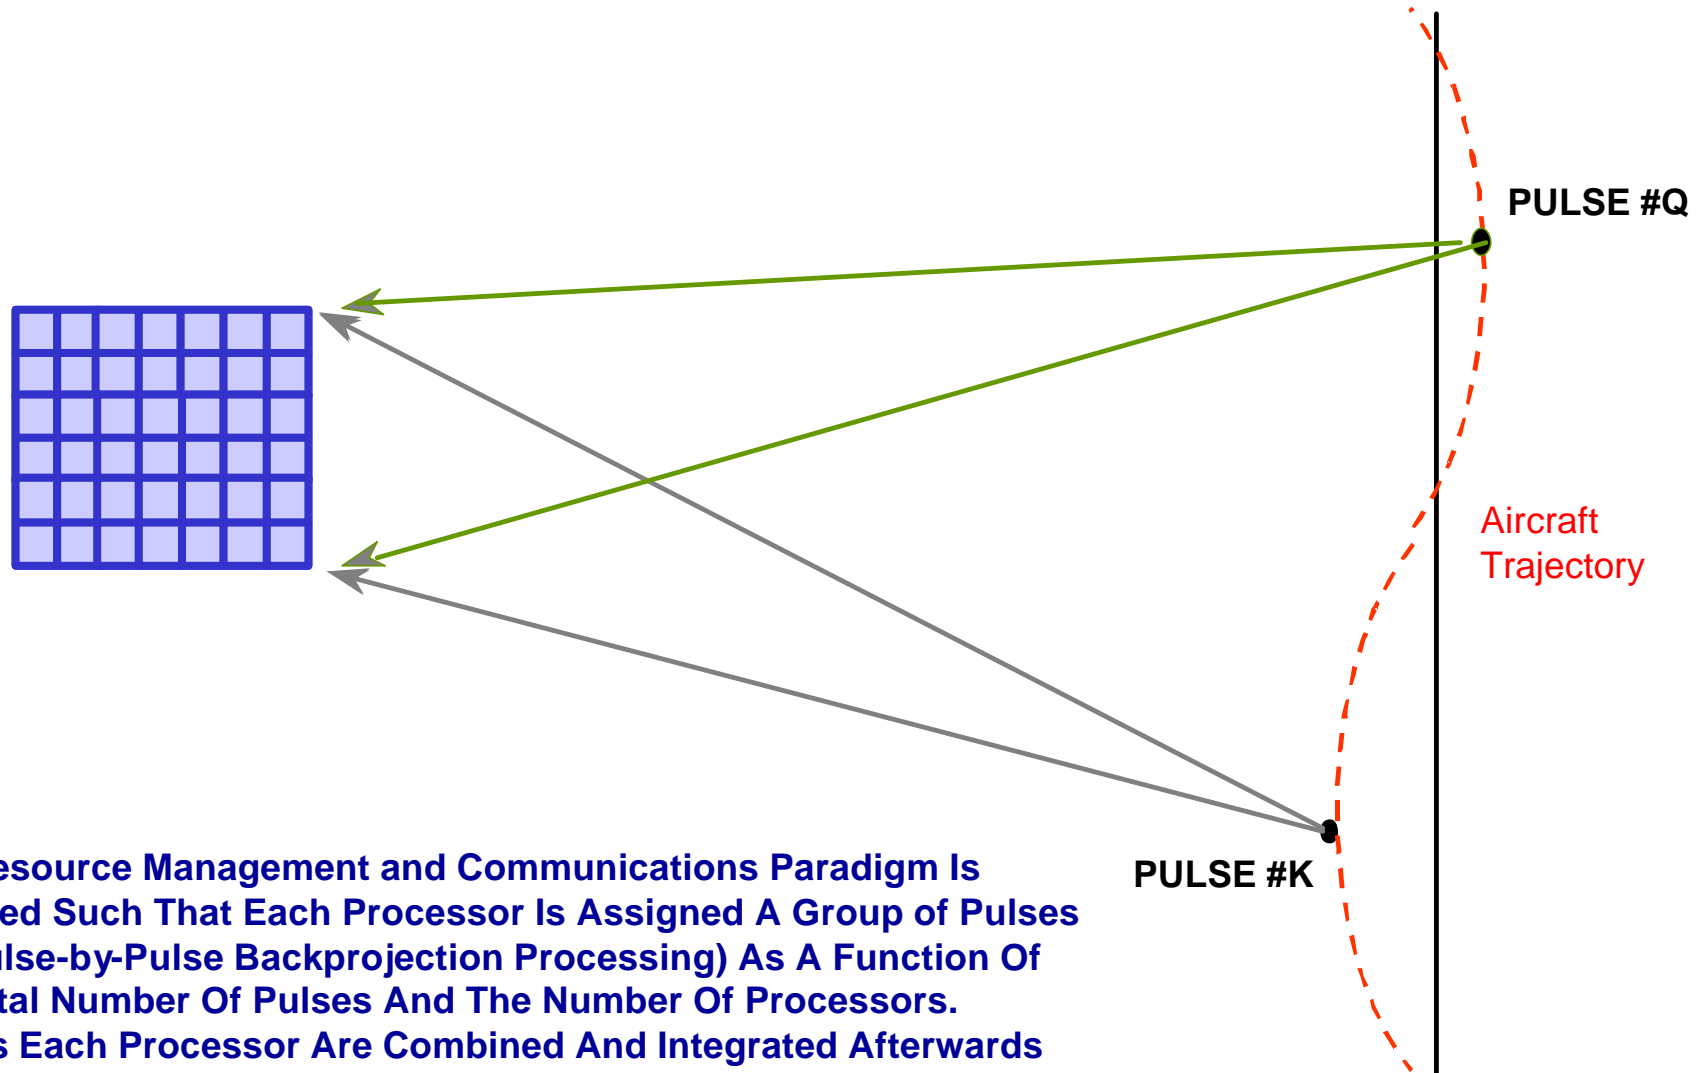 PULSE #Q
Aircraft
Trajectory
PULSE #K
esource Management and Communications Paradigm Is
ed Such That Each Processor Is Assigned A Group of Pulses
ulse-by-Pulse Backprojection Processing) As A Function Of
tal Number Of Pulses And The Number Of Processors.
s Each Processor Are Combined And Integrated Afterwards